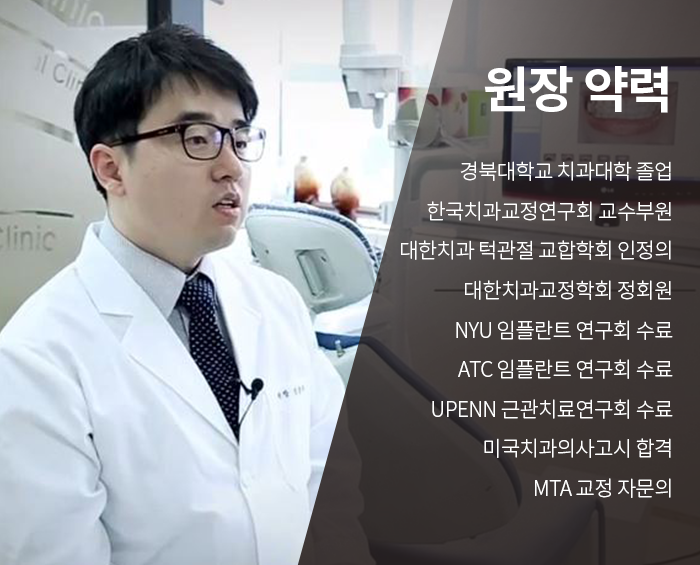 Clinic
원장 약력
경북대학교 치과대학 졸업
한국치과교정연구회 교수부원
대한치과 턱관절 교합학회 인정의
대한치과교정학회 정회원
NYU 임플란트 연구회 수료
ATC 임플란트 연구회 수료
UPENN 근관치료연구회 수료
미국치과의사고시 합격
MTA 교정 자문의